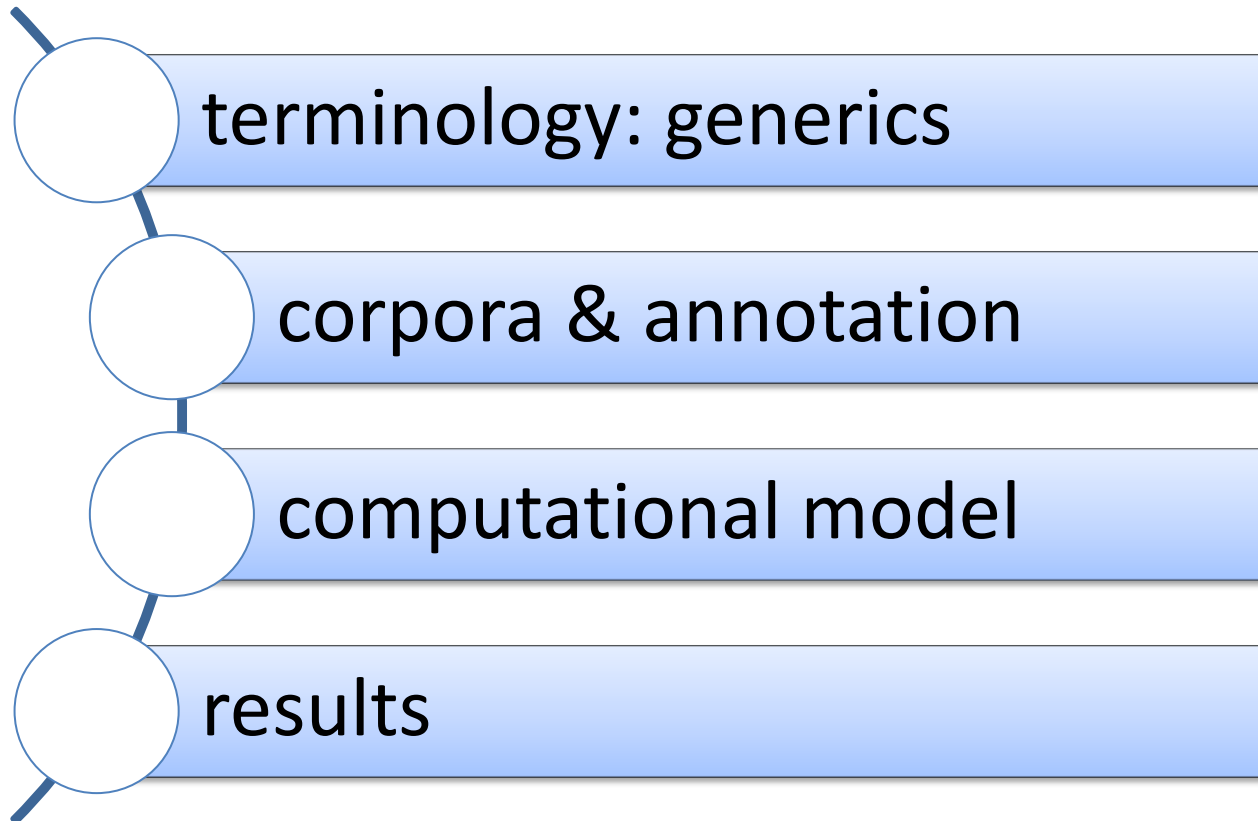 terminology: generics
corpora & annotation
computational model
results